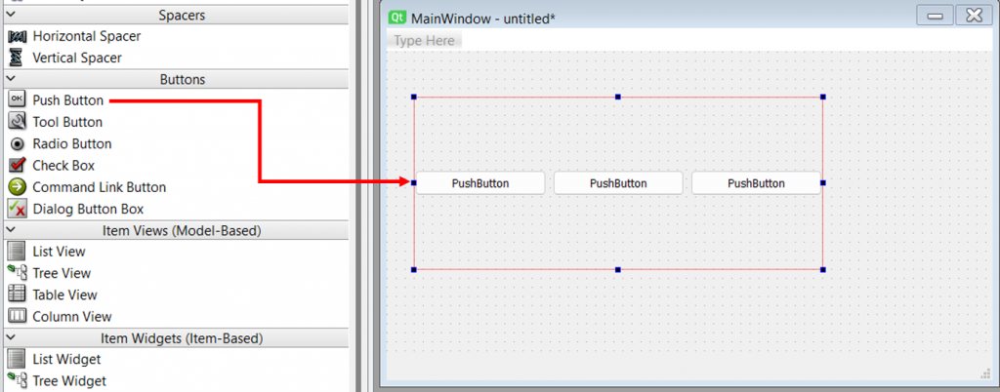 Spacers
Horizontal Spacer
Vertical Spacer
Buttons
OK Push Button
Tool Button
Radio Button
Check Box
Command Link Button
Dialog Button Box
Item Views (Model-Based)
List View
Tree View
Table View
Column View
Item Widgets (Item-Based)
List Widget
Tree Widget
Qt MainWindow - untitled*
Type Here
PushButton PushButton PushButton